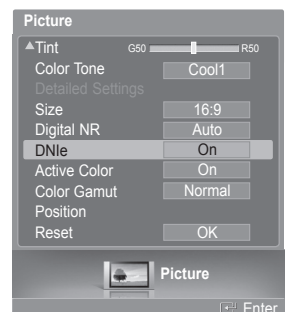 Picture
▲Tint G50 R50
Color Tone Cool1
Detailed Settings
Size 16:9
Digital NR Auto
DNIe On
Active Color On
Color Gamut Normal
Position
Reset OK
Picture
Enter